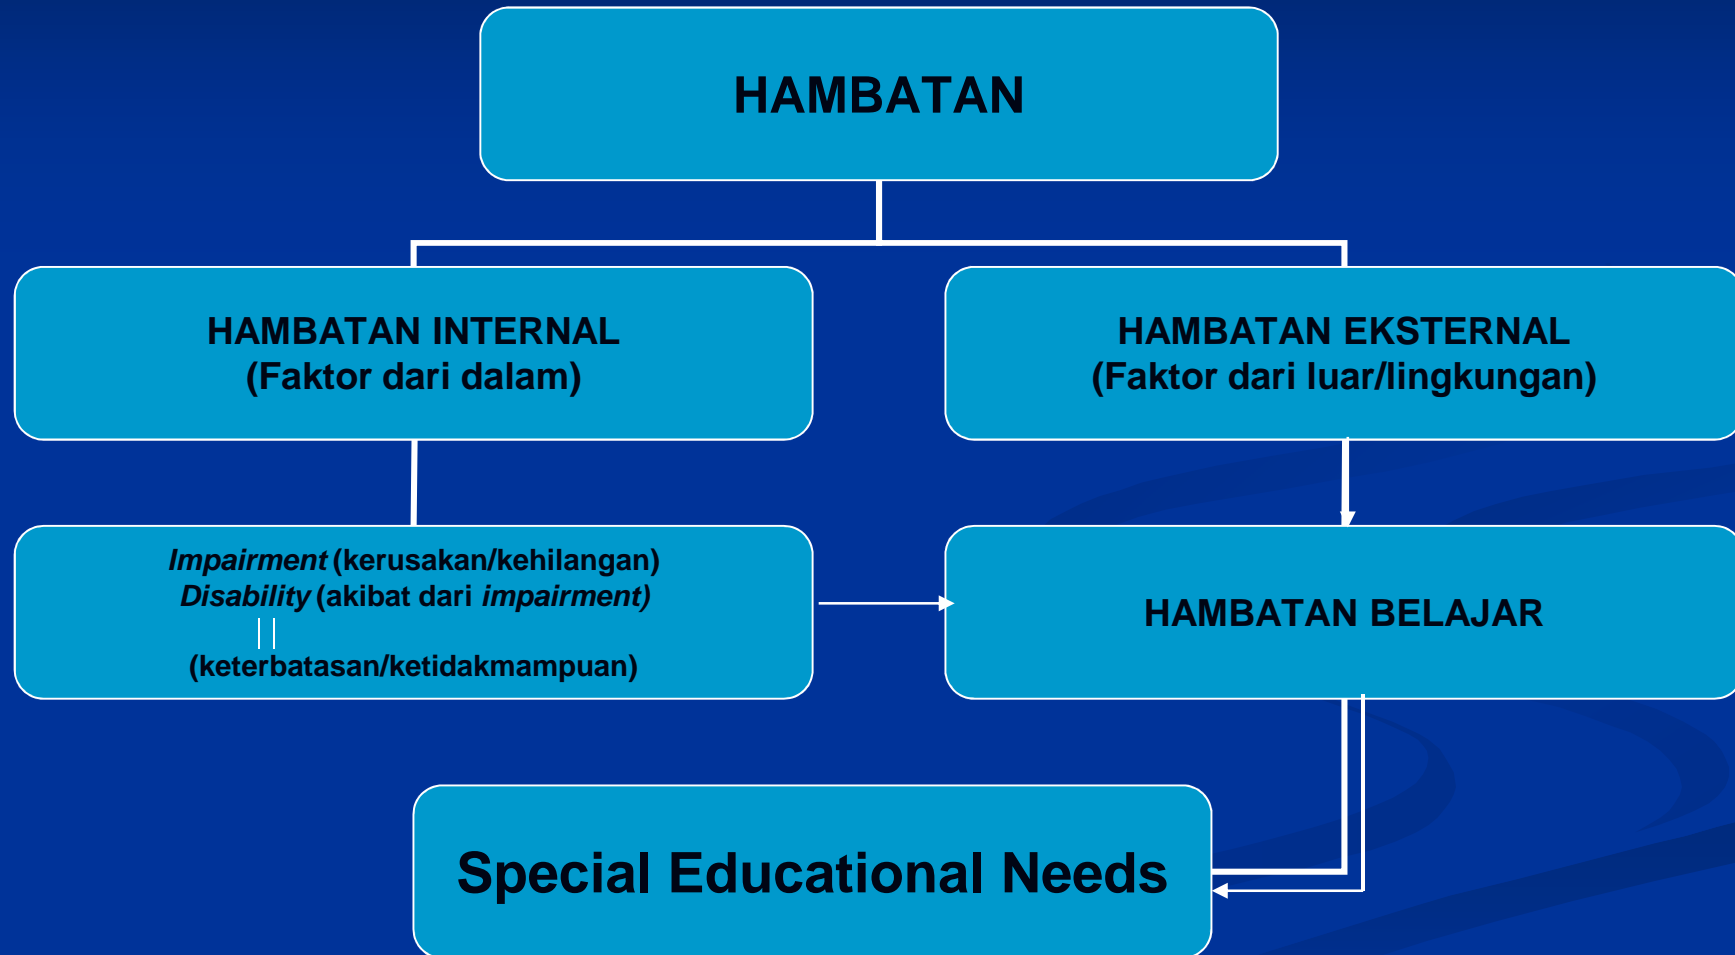 HAMBATAN
HAMBATAN INTERNAL
(Faktor dari dalam)
HAMBATAN EKSTERNAL
(Faktor dari luar/lingkungan)
Impairment (kerusakan/kehilangan)
Disability (akibat dari impairment)
(keterbatasan/ketidakmampuan)
HAMBATAN BELAJAR
Special Educational Needs